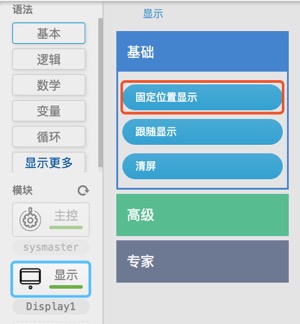 语法
基本
逻辑
数学
变量
循环
显示更多
模块
主控
sysmaster
显示
Display1
显示
基础
固定位置显示
跟随显示
清屏
高级
专家